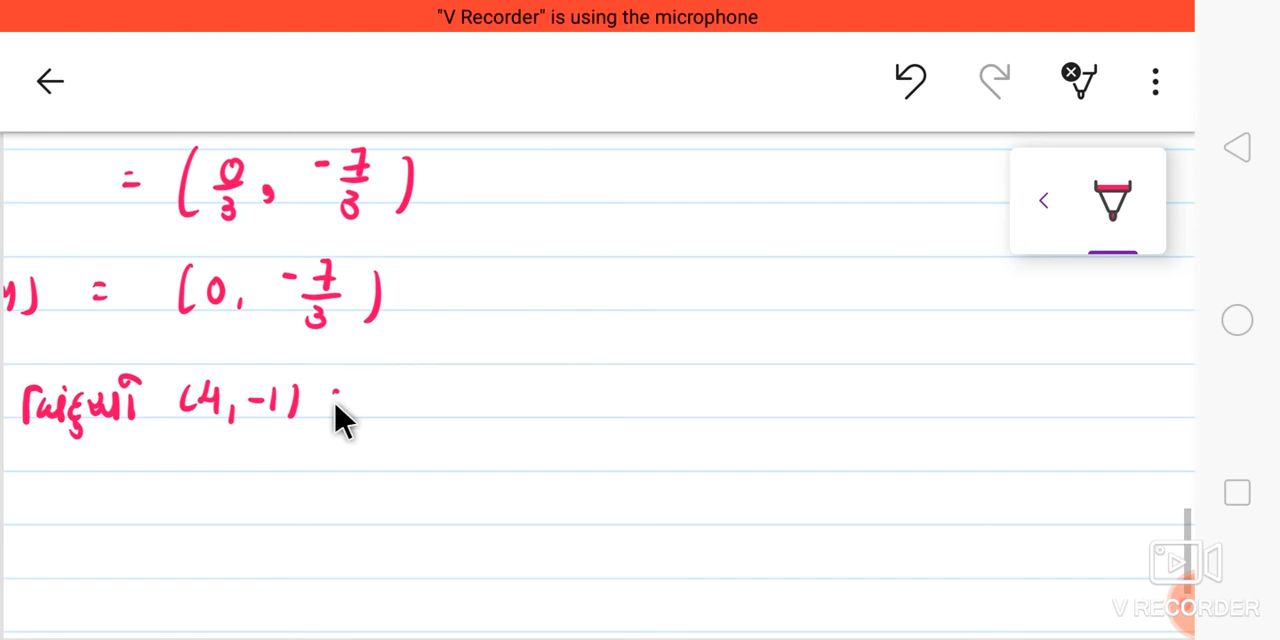 "V Recorder" is using the microphone
= (0/3, -7/3)
) = (0, -7/3)
(4, -1)
V RECORDER